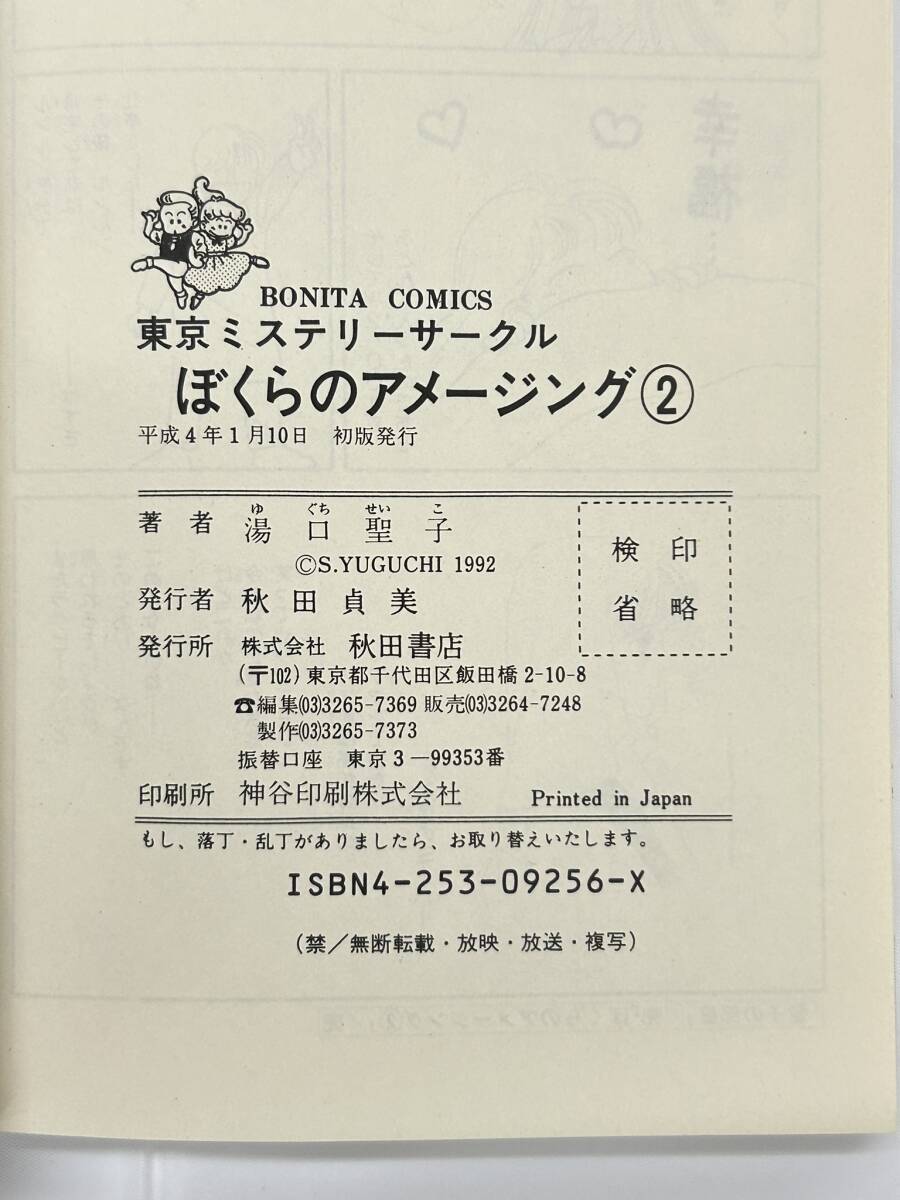 BONITA COMICS
東京ミステリーサークル
ぼくらのアメージング②
平成4年1月10日 初版発行
著者 湯口聖子
ゆ ぐち せい こ
©S.YUGUCHI 1992
検印
省略
発行者 秋田貞美
発行所 株式会社 秋田書店
(〒102)東京都千代田区飯田橋2-10-8
☎編集(03)3265-7369 販売(03)3264-7248
製作(03)3265-7373
振替口座 東京3―99353番
印刷所 神谷印刷株式会社 Printed in Japan
もし、落丁・乱丁がありましたら、お取り替えいたします。
ISBN4-253-09256-X
(禁/無断転載・放映・放送・複写)